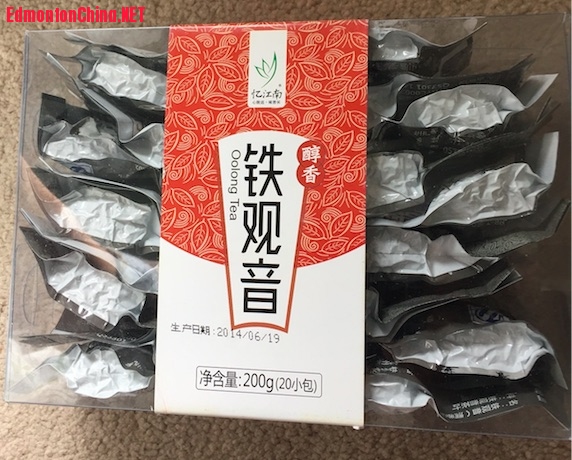 EdmontonChina.NET
忆江南
醇香
铁观音
Oolong Tea
生产日期: 2014/06/19
净含量:200g(20小包)